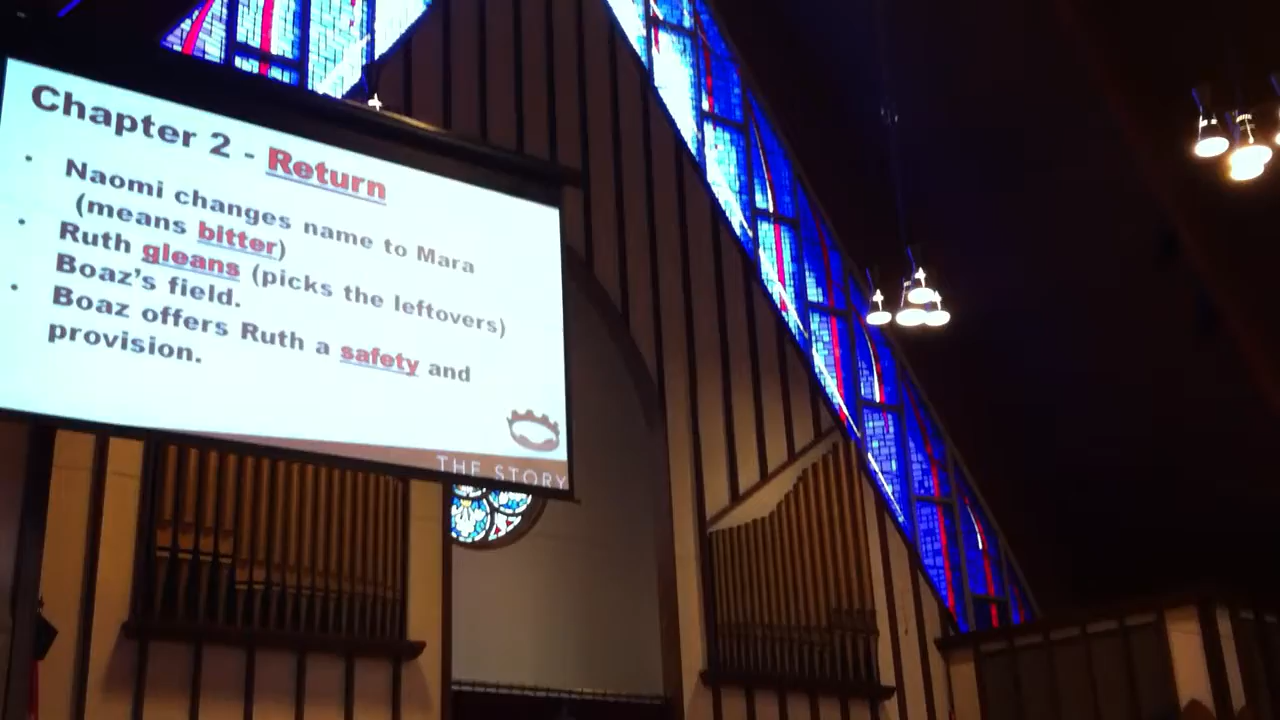 Chapter 2 - Return
• Naomi changes name to Mara
(means bitter)
• Ruth gleans (picks the leftovers)
Boaz's field.
• Boaz offers Ruth a safety and
provision.
THE STORY